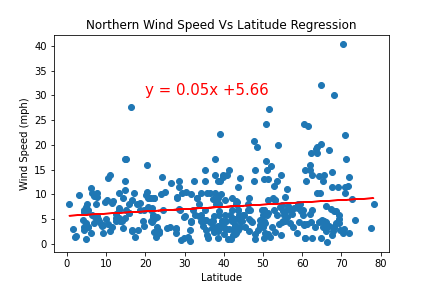 Northern Wind Speed Vs Latitude Regression
40
35
30
25
20
15
10
5
0
Wind Speed (mph)
y = 0.05x +5.66
0 10 20 30 40 50 60 70 80
Latitude